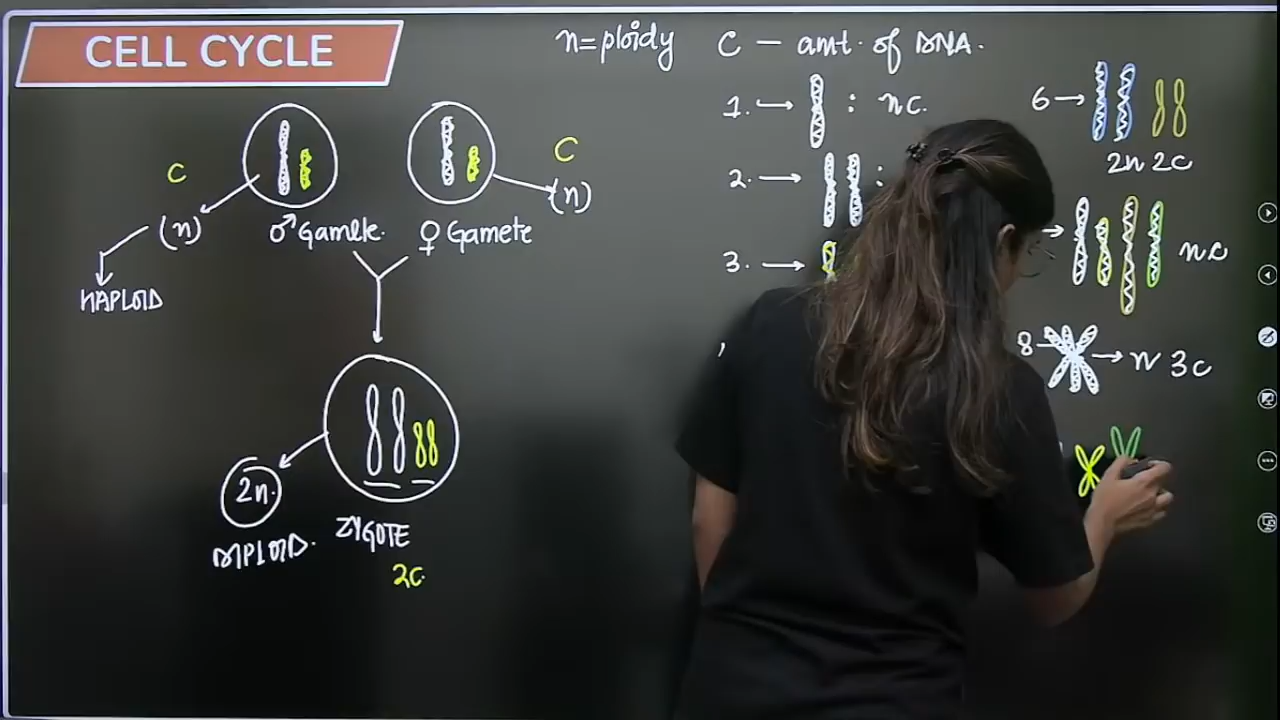 CELL CYCLE
n=ploidy C — amt. of DNA.
1. → : nc.
2. → :
3. →
6 →
2n 2c
→ nc
8 → n 3c
C
(n)
HAPLOID
♂ Gamete.
♀ Gamete
C
(n)
2n.
DIPLOID.
ZYGOTE
2C.